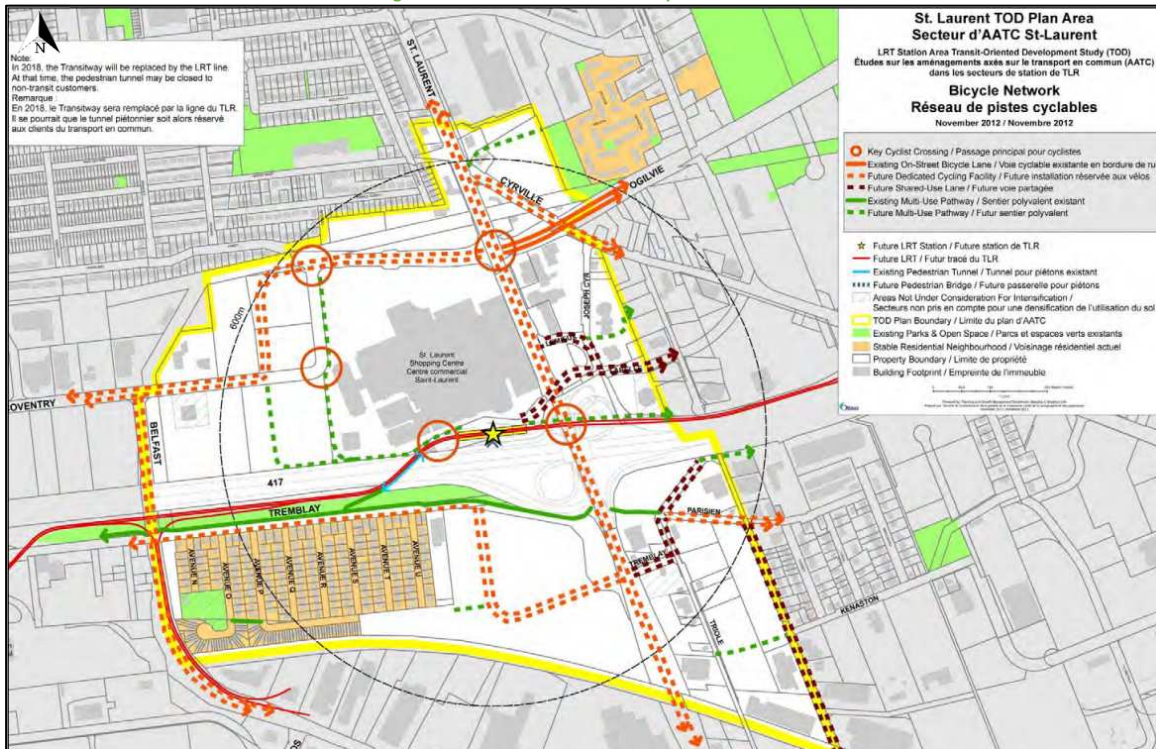 N
Note:
In 2018, the Transitway will be replaced by the LRT line.
At that time, the pedestrian tunnel may be closed to
non-transit customers.
Remarque :
En 2018, le Transitway sera remplacé par la ligne du TLR.
Il se pourrait que le tunnel piétonnier soit alors réservé
aux clients du transport en commun.
St. Laurent TOD Plan Area
Secteur d'AATC St-Laurent
LRT Station Area Transit-Oriented Development Study (TOD)
Études sur les aménagements axés sur le transport en commun (AATC)
dans les secteurs de station de TLR
Bicycle Network
Réseau de pistes cyclables
November 2012 / Novembre 2012
Key Cyclist Crossing / Passage principal pour cyclistes
Existing On-Street Bicycle Lane / Voie cyclable existante en bordure de ru
Future Dedicated Cycling Facility / Future installation réservée aux vélos
Future Shared-Use Lane / Future voie partagée
Existing Multi-Use Pathway / Sentier polyvalent existant
Future Multi-Use Pathway / Futur sentier polyvalent
Future LRT Station / Future station de TLR
Future LRT / Futur tracé du TLR
Existing Pedestrian Tunnel / Tunnel pour piétons existant
Future Pedestrian Bridge / Future passerelle pour piétons
Areas Not Under Consideration For Intensification /
Secteurs non pris en compte pour une densification de l'utilisation du sol
TOD Plan Boundary / Limite du plan d'AATC
Existing Parks & Open Space / Parcs et espaces verts existants
Stable Residential Neighbourhood / Voisinage résidentiel actuel
Property Boundary / Limite de propriété
Building Footprint / Empreinte de l'immeuble
ST. LAURENT
CYRVILLE
OGILVIE
600m
JOSEPH CYR
St. Laurent
Shopping Centre
Centre commercial
Saint-Laurent
OVENTRY
BELFAST
417
TREMBLAY
PARISIEN
TREMBLAY
AVENUE N
AVENUE O
AVENUE P
AVENUE Q
AVENUE R
AVENUE S
AVENUE T
AVENUE U
TRIOLE
KENASTON